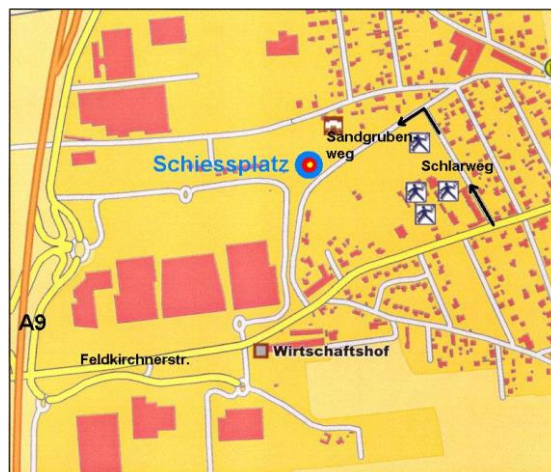 Sandgruben
weg
Schiessplatz
Schlarweg
A9
Wirtschaftshof
Feldkirchnerstr.